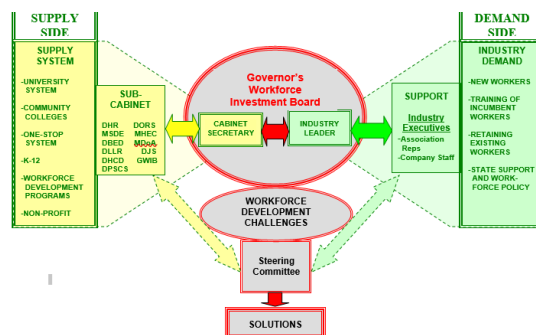 SUPPLY
SIDE
SUPPLY
SYSTEM
-UNIVERSITY
SYSTEM
-COMMUNITY
COLLEGES
-ONE-STOP
SYSTEM
-K-12
-WORKFORCE
DEVELOPMENT
PROGRAMS
-NON-PROFIT
SUB-
CABINET
DHR DORS
MSDE MHEC
DBED MDoA
DLLR DJS
DHCD GWIB
DPSCS
Governor's
Workforce
Investment Board
CABINET
SECRETARY
INDUSTRY
LEADER
WORKFORCE
DEVELOPMENT
CHALLENGES
Steering
Committee
SOLUTIONS
SUPPORT
Industry
Executives
-Association
Reps
-Company Staff
DEMAND
SIDE
INDUSTRY
DEMAND
-NEW WORKERS
-TRAINING OF
INCUMBENT
WORKERS
-RETAINING
EXISTING
WORKERS
-STATE SUPPORT
AND WORK-
FORCE POLICY